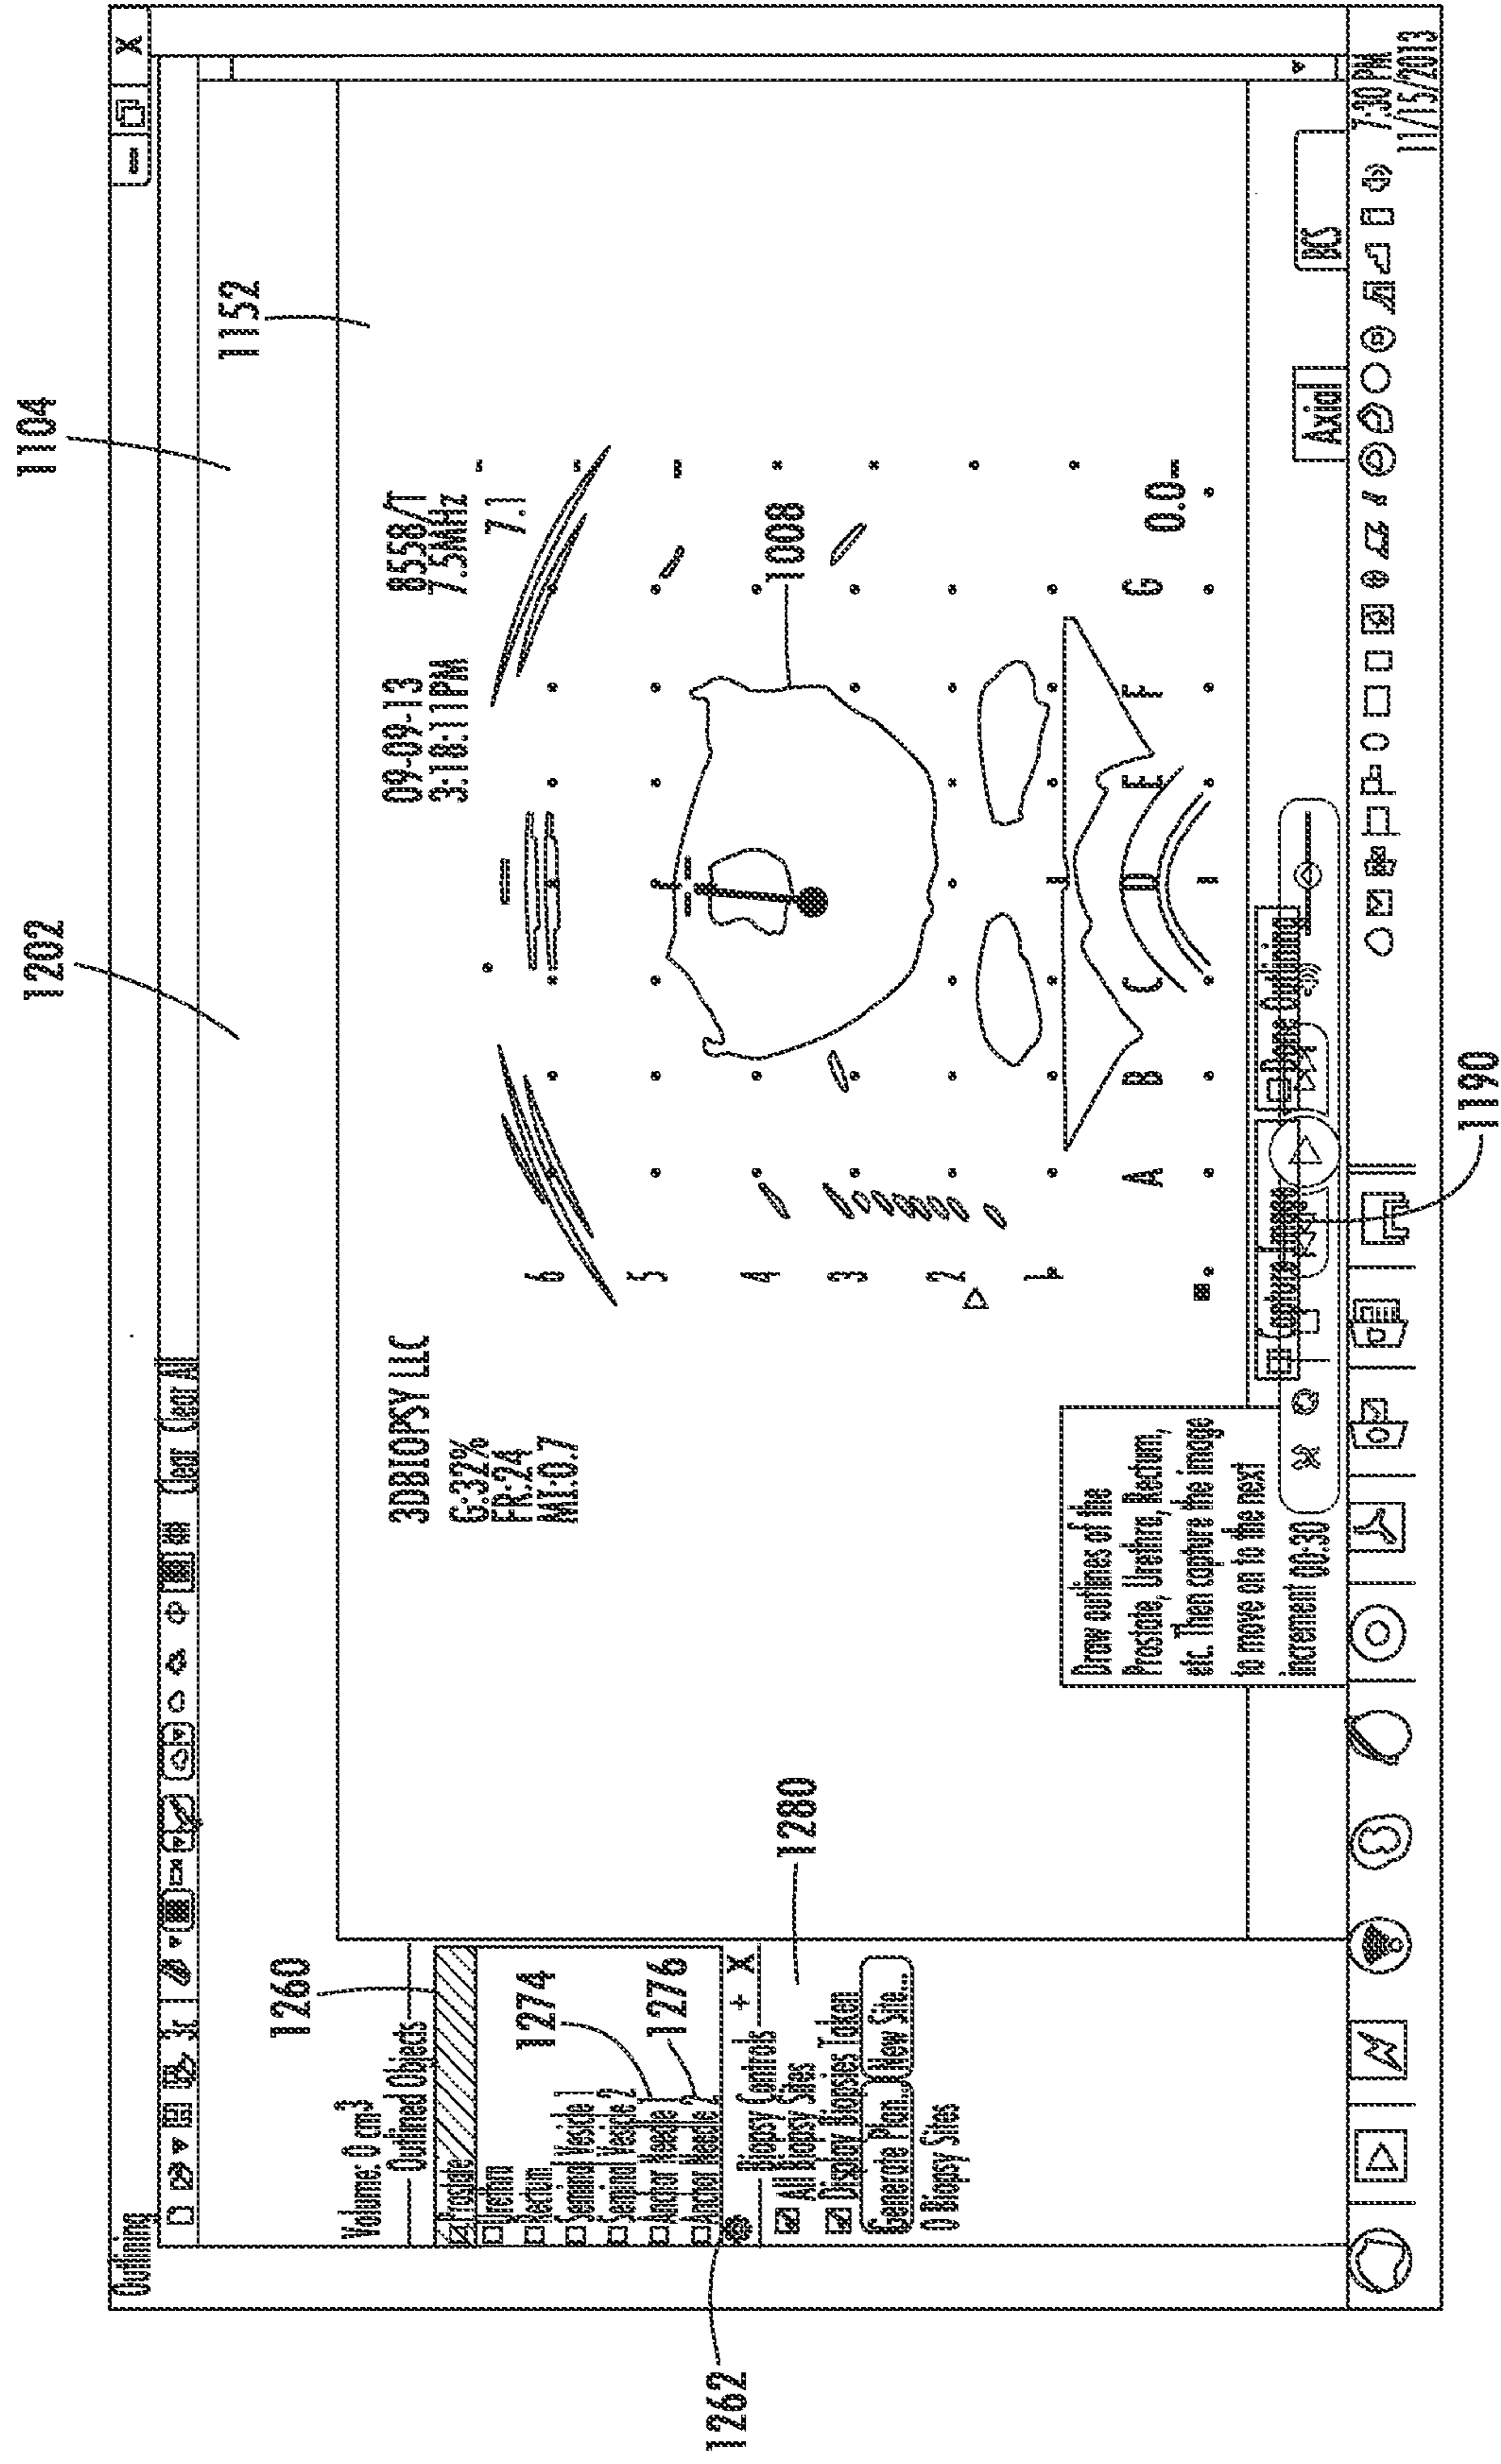 1202
1104
Outlining
X
Clear Clear All
1152
1260
Volume: 0 cm3
Outlined Objects
Prostate
Urethra
Rectum
Seminal Vesicle 1
Seminal Vesicle 2
Anchor Needle 1
Anchor Needle 2
1274
1276
1262
+ X
Biopsy Controls
All Biopsy Sites
Display Biopsies Taken
Generate Plan...
New Site...
0 Biopsy Sites
1280
3DBIOPSY LLC
G:32%
FR:24
MI:0.7
09-09-13
3:18:11PM
8558/T
7.5MHz
7.1
6
5
4
3
2
1
1008
A B C D E F G
0.0
Draw outlines of the
Prostate, Urethra, Rectum,
etc. Then capture the image
to move on to the next
increment
00:30
Capture Image
Done Outlining
Axial
BCS
7:30 PM
11/15/2013
1190